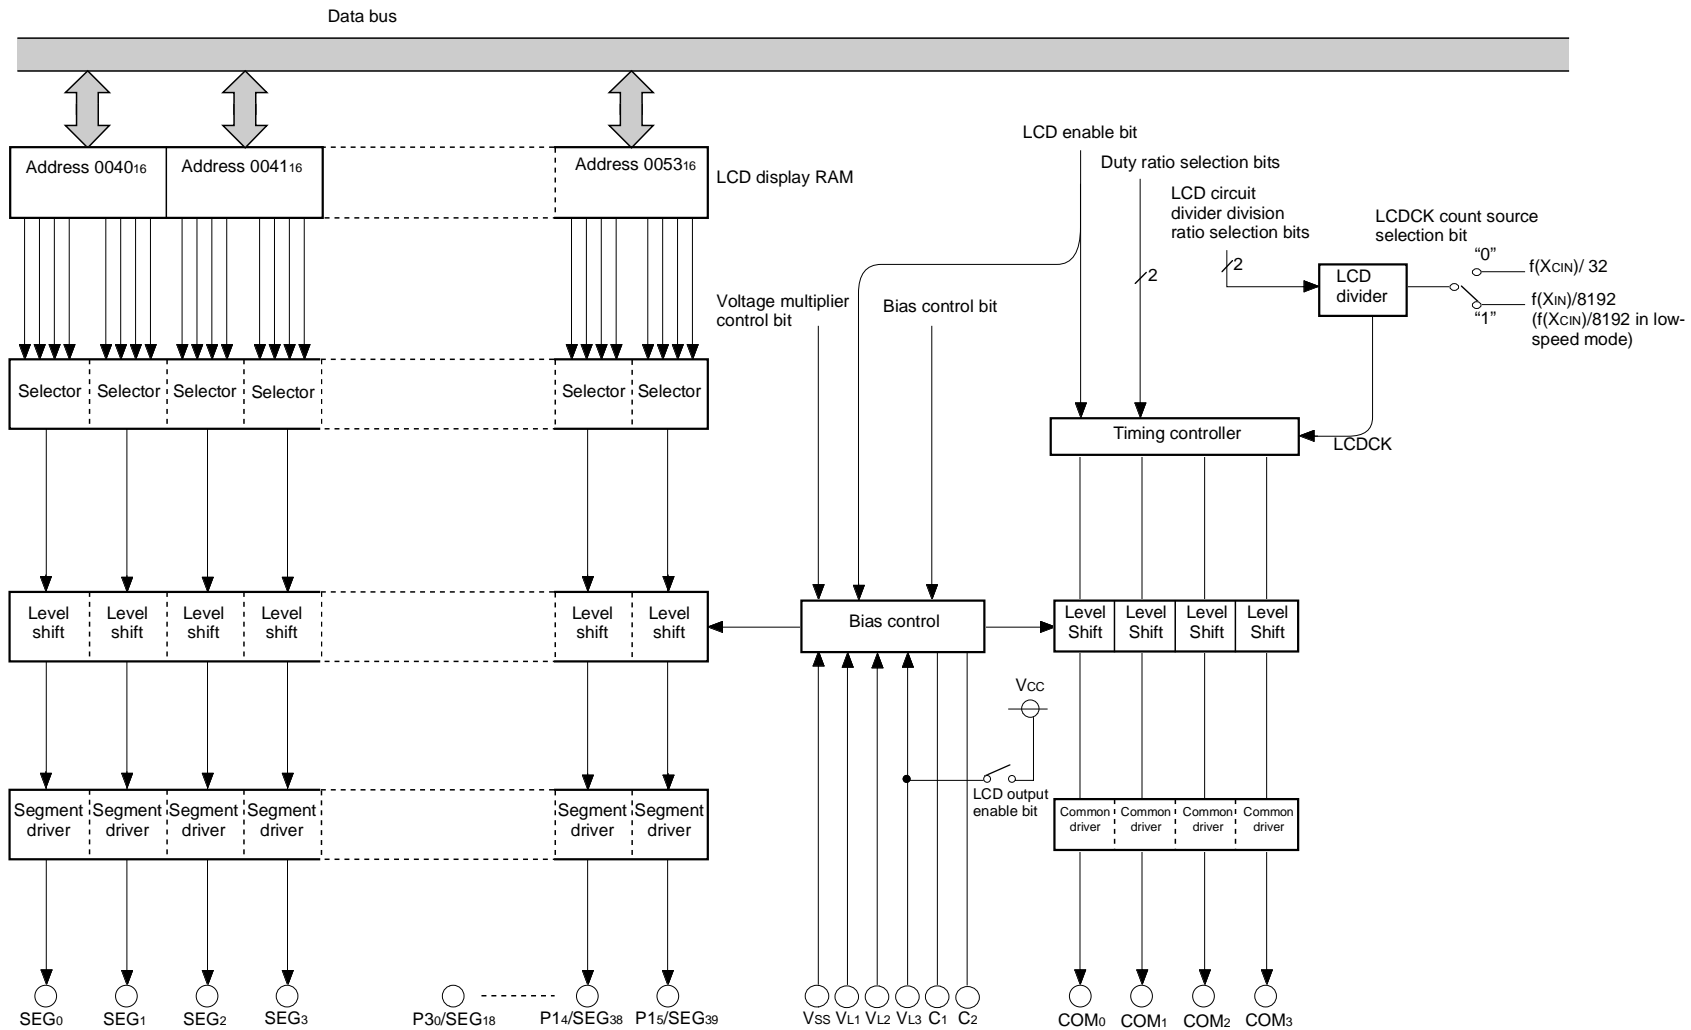 Data bus
Address 0040₁₆
Address 0041₁₆
Address 0053₁₆
LCD display RAM
LCD enable bit
Duty ratio selection bits
LCD circuit
divider division
ratio selection bits
LCDCK count source
selection bit
“0”
f(XCIN)/ 32
2
2
LCD
divider
f(XIN)/8192
“1”
(f(XCIN)/8192 in low-
speed mode)
Voltage multiplier
control bit
Bias control bit
Selector
Selector
Selector
Selector
Selector
Selector
Timing controller
LCDCK
Level
shift
Level
shift
Level
shift
Level
shift
Level
shift
Level
shift
Bias control
Level
Shift
Level
Shift
Level
Shift
Level
Shift
VCC
LCD output
enable bit
Segment
driver
Segment
driver
Segment
driver
Segment
driver
Segment
driver
Segment
driver
Common
driver
Common
driver
Common
driver
Common
driver
SEG₀
SEG₁
SEG₂
SEG₃
P3₀/SEG₁₈
P1₄/SEG₃₈
P1₅/SEG₃₉
VSS
VL1
VL2
VL3
C₁
C₂
COM₀
COM₁
COM₂
COM₃